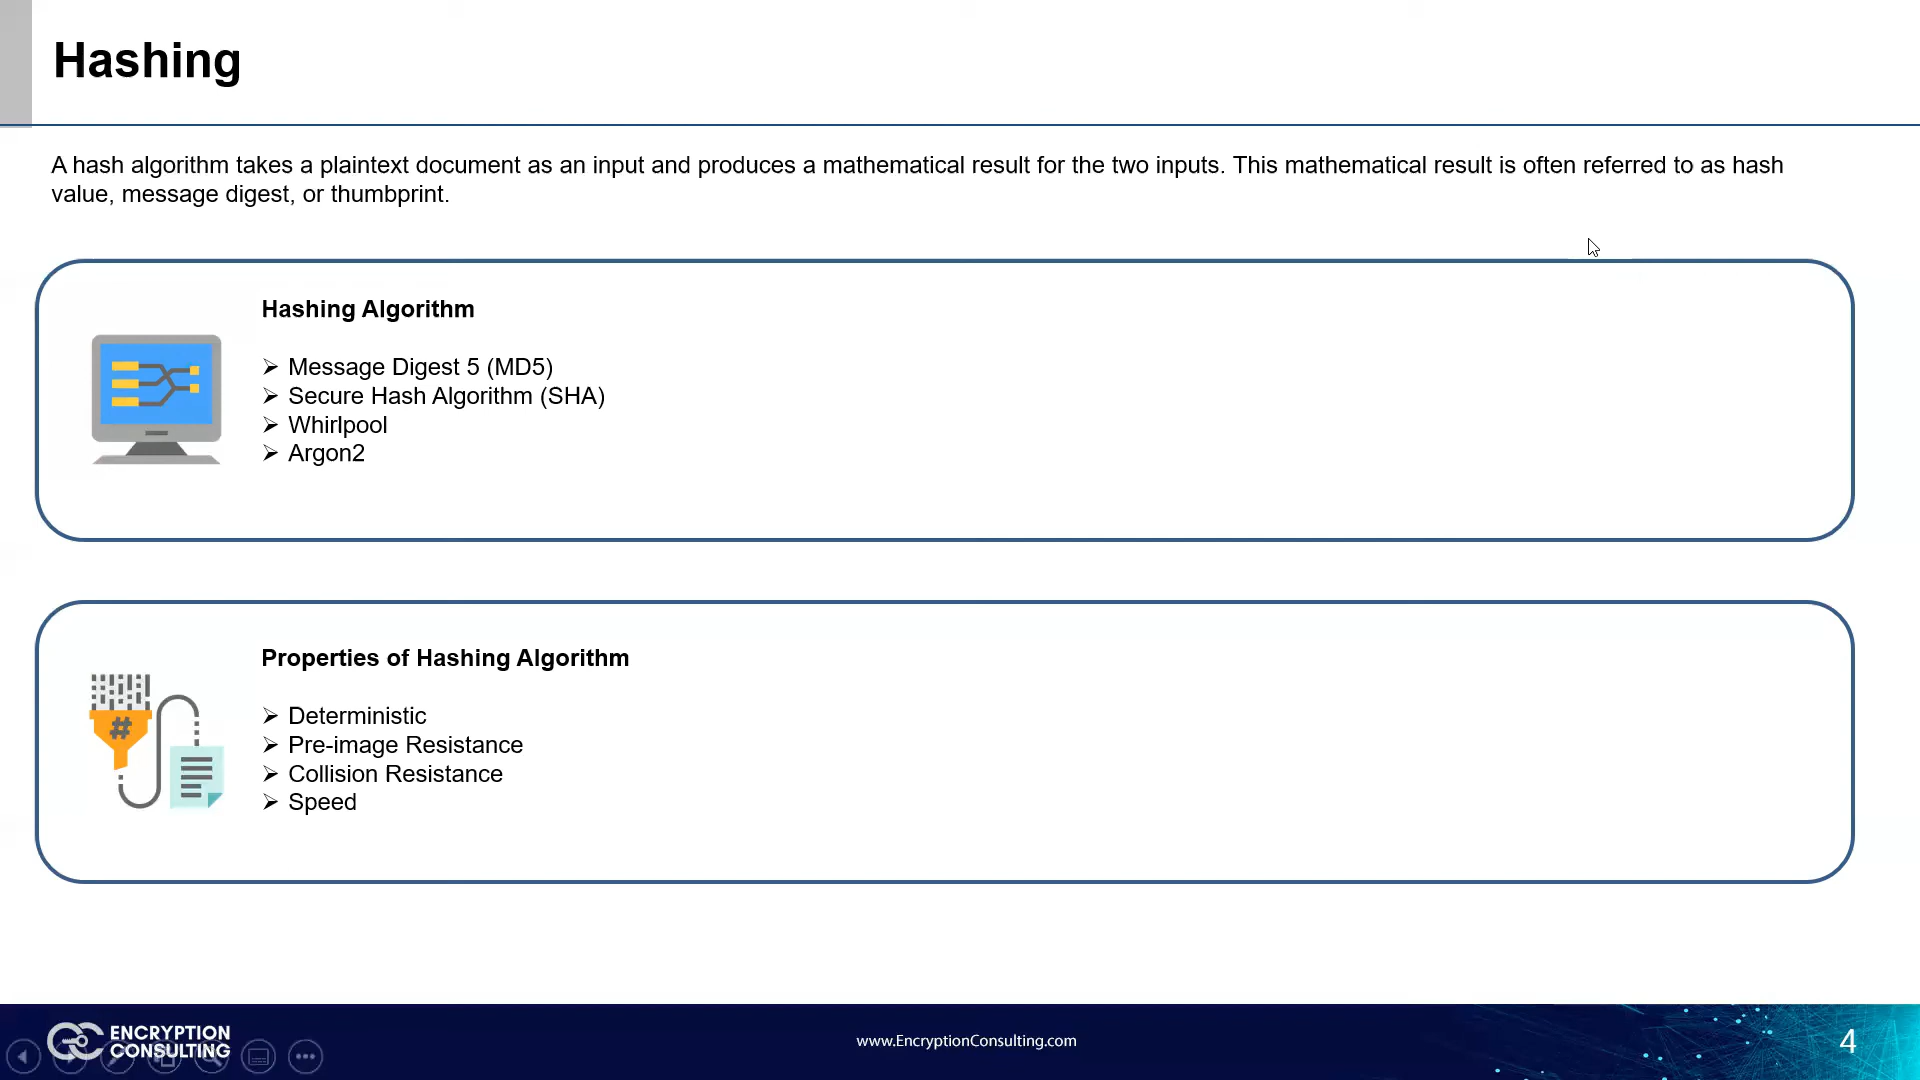 Hashing
A hash algorithm takes a plaintext document as an input and produces a mathematical result for the two inputs. This mathematical result is often referred to as hash
value, message digest, or thumbprint.
Hashing Algorithm
➢ Message Digest 5 (MD5)
➢ Secure Hash Algorithm (SHA)
➢ Whirlpool
➢ Argon2
#
Properties of Hashing Algorithm
➢ Deterministic
➢ Pre-image Resistance
➢ Collision Resistance
➢ Speed
ENCRYPTION
CONSULTING
www.EncryptionConsulting.com
4